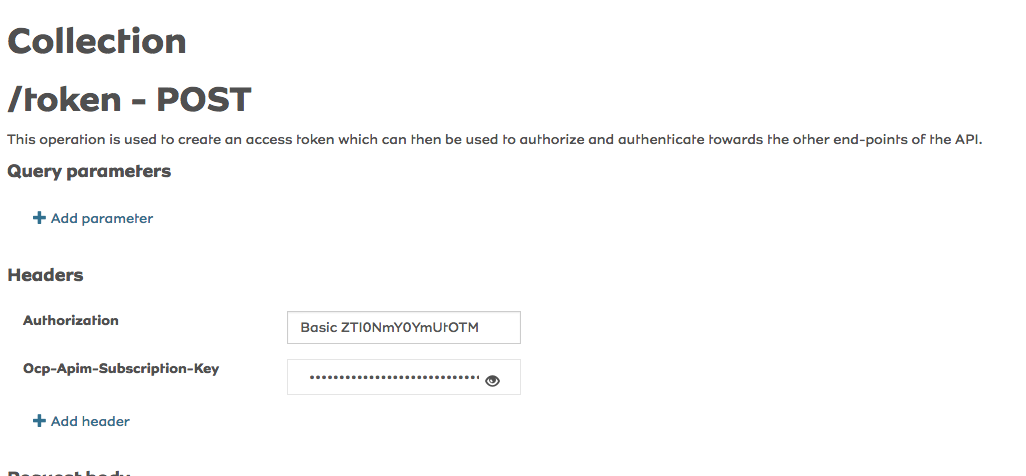 Collection
/token - POST
This operation is used to create an access token which can then be used to authorize and authenticate towards the other end-points of the API.
Query parameters
+ Add parameter
Headers
Authorization
Basic ZTI0NmY0YmUtOTM
Ocp-Apim-Subscription-Key
+ Add header
Request body